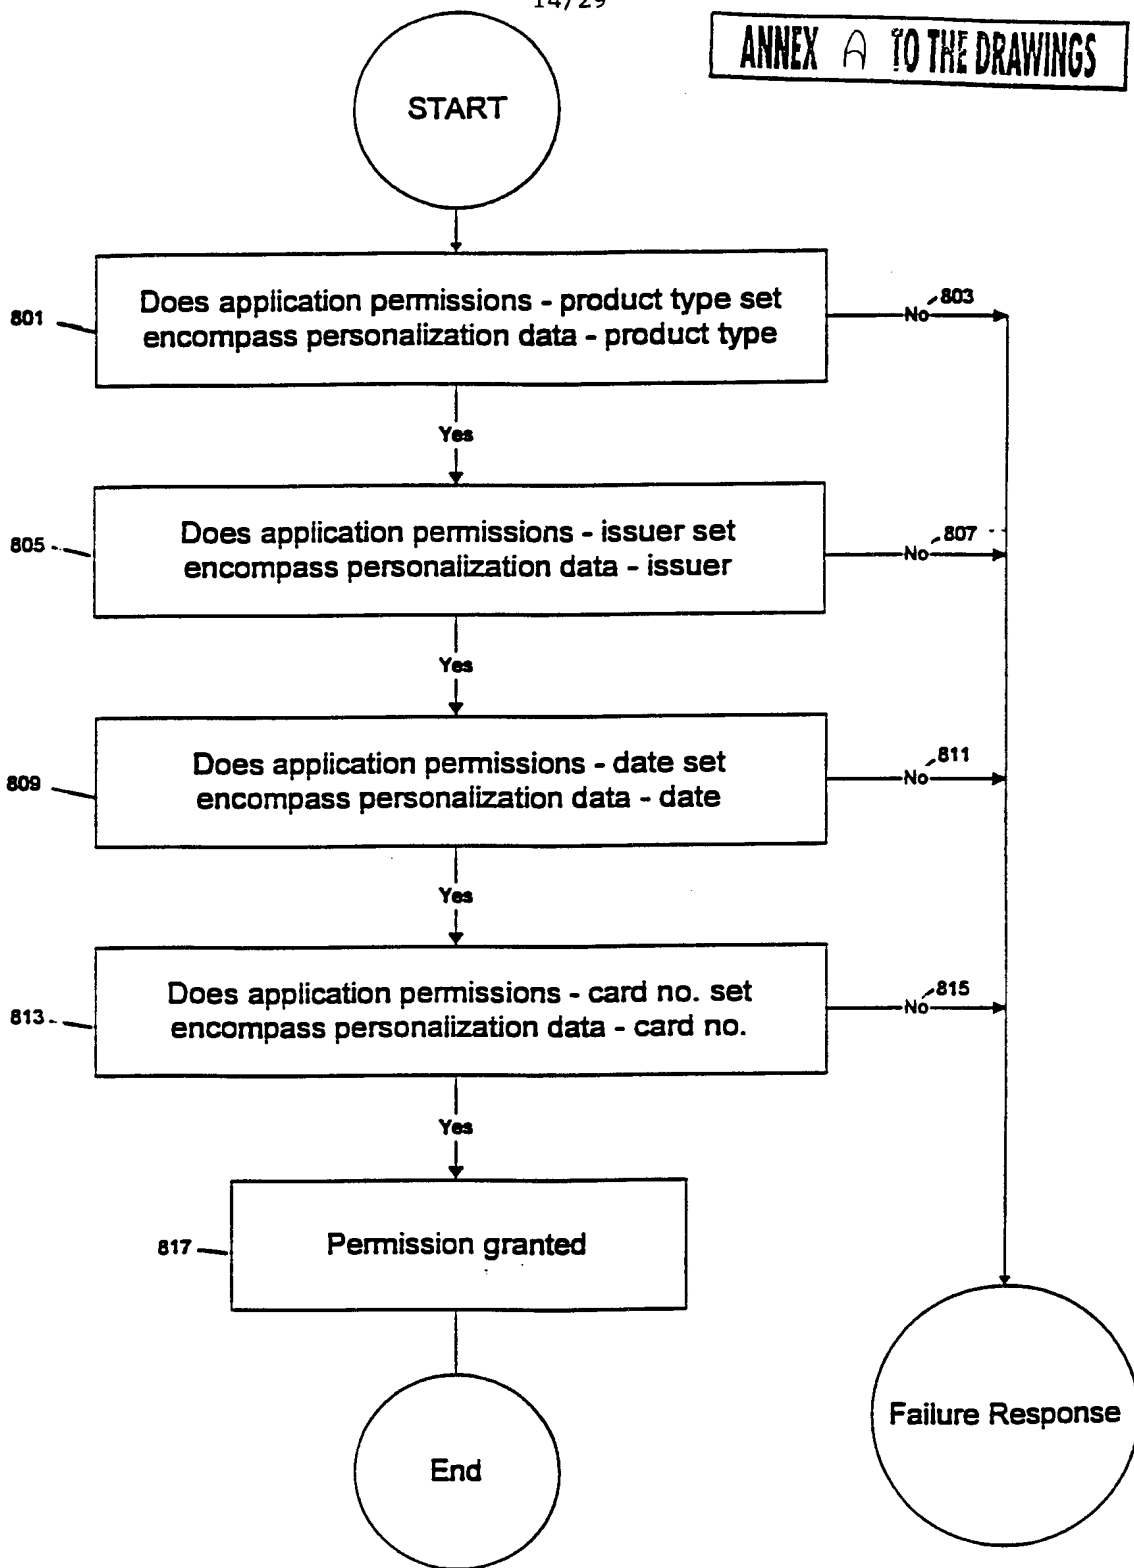 14/29
ANNEX A TO THE DRAWINGS
START
801
Does application permissions - product type set
encompass personalization data - product type
No
803
Yes
805
Does application permissions - issuer set
encompass personalization data - issuer
No
807
Yes
809
Does application permissions - date set
encompass personalization data - date
No
811
Yes
813
Does application permissions - card no. set
encompass personalization data - card no.
No
815
Yes
817
Permission granted
Failure Response
End